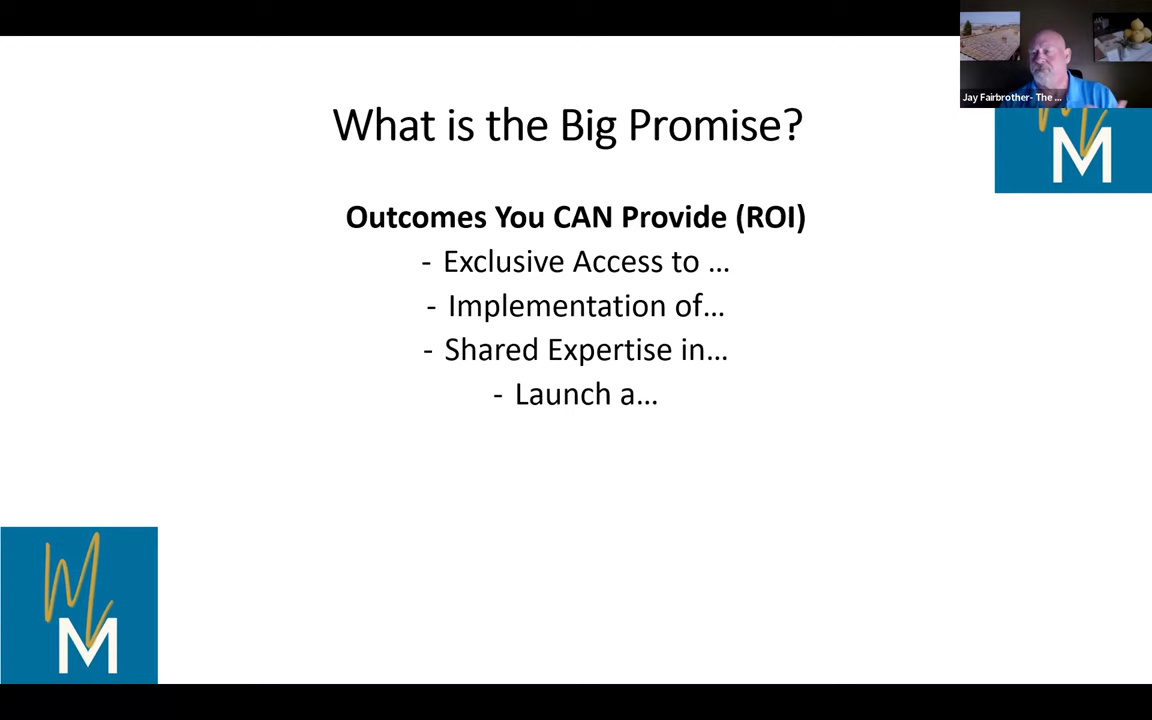 Jay Fairbrother- The ...
What is the Big Promise?
M
M
Outcomes You CAN Provide (ROI)
- Exclusive Access to ...
- Implementation of...
- Shared Expertise in...
- Launch a...
M
M